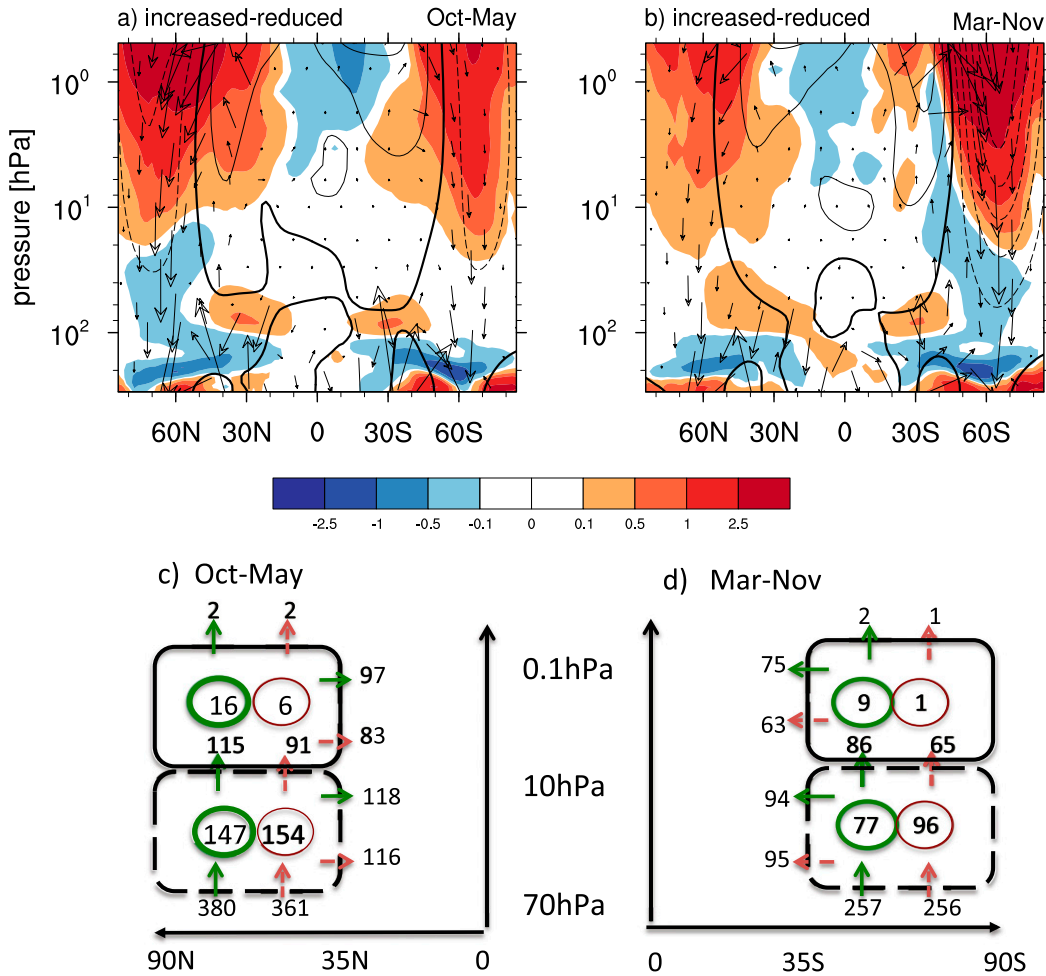 a) increased-reduced Oct-May
b) increased-reduced Mar-Nov
pressure [hPa]
10⁰
10¹
10²
10⁰
10¹
10²
60N 30N 0 30S 60S
60N 30N 0 30S 60S
-2.5 -1 -0.5 -0.1 0 0.1 0.5 1 2.5
c) Oct-May
2 2
97
16 6
83
115 91
118
147 154
116
380 361
90N 35N 0
0.1hPa
10hPa
70hPa
d) Mar-Nov
2 1
75
9 1
63
86 65
94
77 96
95
257 256
0 35S 90S